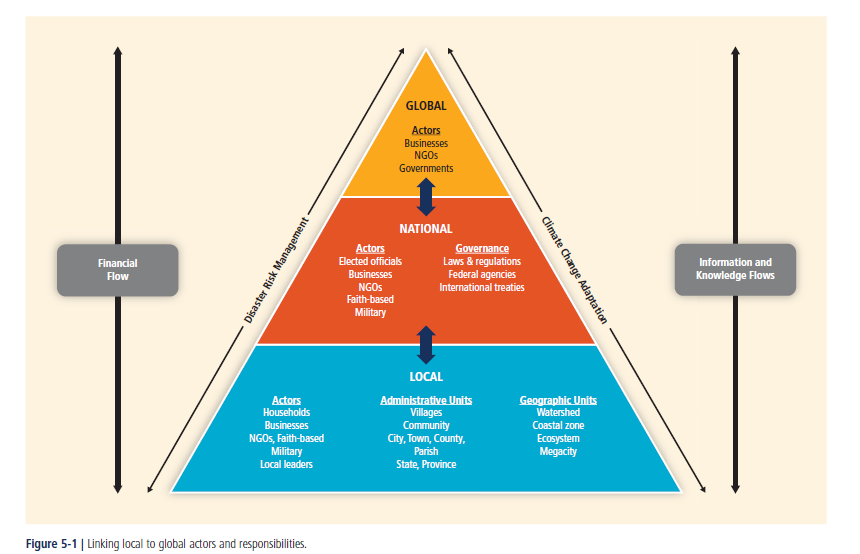 GLOBAL
Actors
Businesses
NGOs
Governments
Disaster Risk Management
Climate Change Adaptation
Financial
Flow
Information and
Knowledge Flows
NATIONAL
Actors
Elected officials
Businesses
NGOs
Faith-based
Military
Governance
Laws & regulations
Federal agencies
International treaties
LOCAL
Actors
Households
Businesses
NGOs, Faith-based
Military
Local leaders
Administrative Units
Villages
Community
City, Town, County,
Parish
State, Province
Geographic Units
Watershed
Coastal zone
Ecosystem
Megacity
Figure 5-1 | Linking local to global actors and responsibilities.